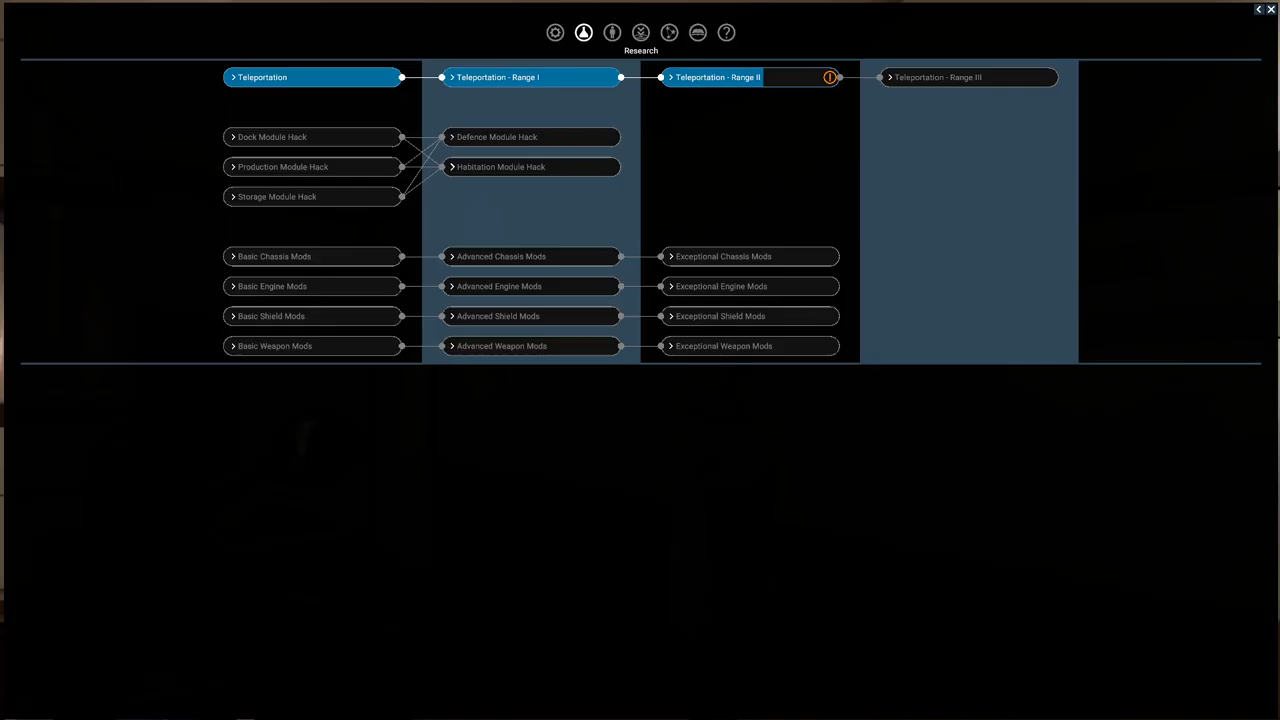 Research
Teleportation
Teleportation - Range I
Teleportation - Range II
Teleportation - Range III
Dock Module Hack
Defence Module Hack
Production Module Hack
Habitation Module Hack
Storage Module Hack
Basic Chassis Mods
Advanced Chassis Mods
Exceptional Chassis Mods
Basic Engine Mods
Advanced Engine Mods
Exceptional Engine Mods
Basic Shield Mods
Advanced Shield Mods
Exceptional Shield Mods
Basic Weapon Mods
Advanced Weapon Mods
Exceptional Weapon Mods